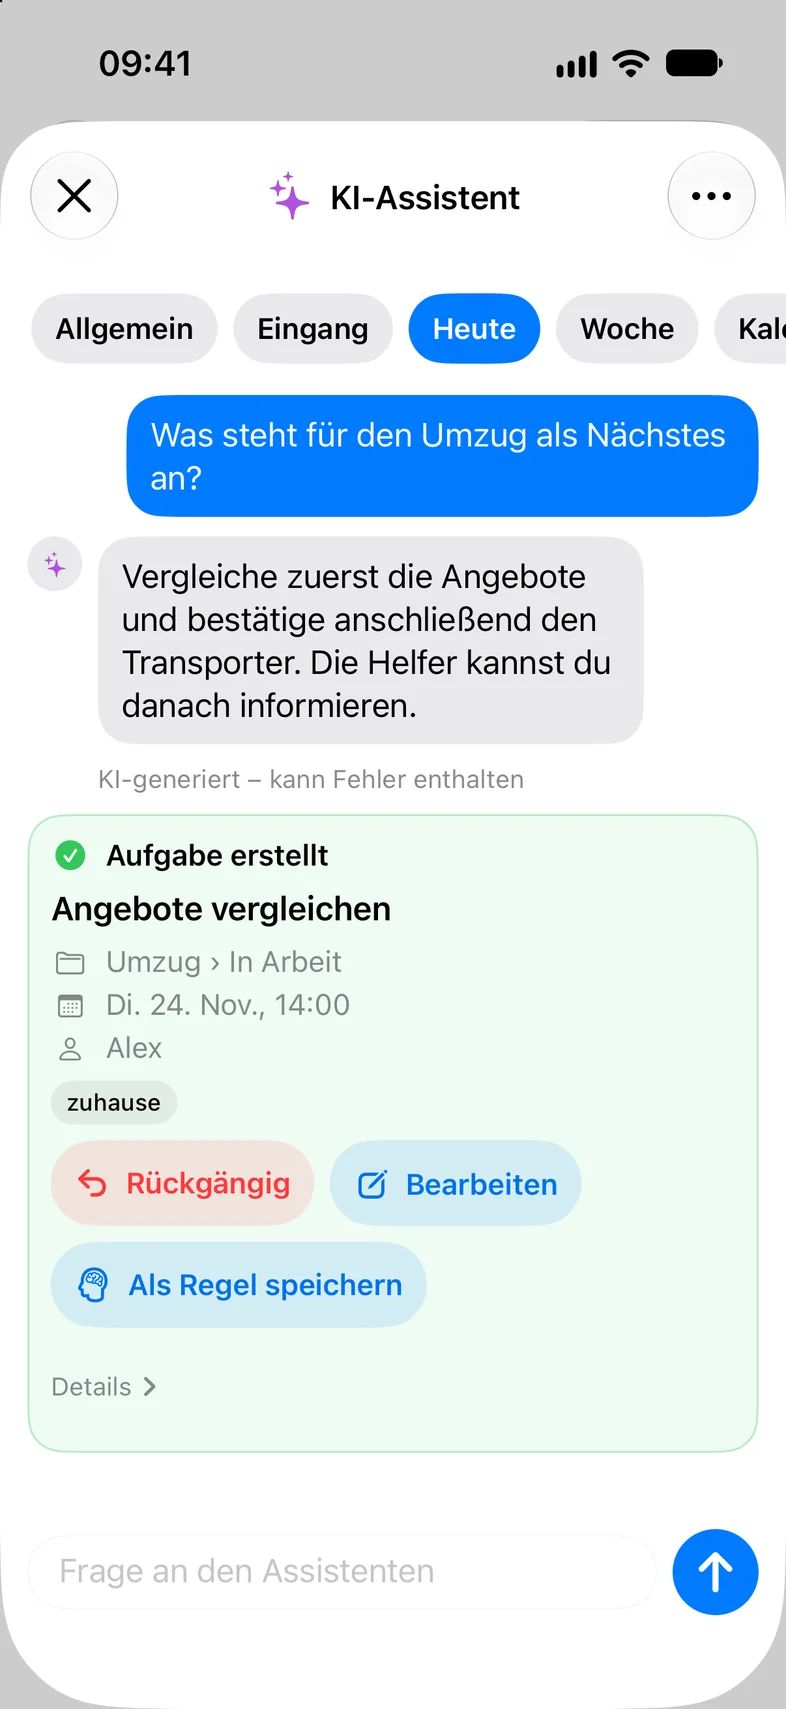 09:41
KI-Assistent
Allgemein
Eingang
Heute
Woche
Was steht für den Umzug als Nächstes
an?
Vergleiche zuerst die Angebote
und bestätige anschließend den
Transporter. Die Helfer kannst du
danach informieren.
KI-generiert – kann Fehler enthalten
Aufgabe erstellt
Angebote vergleichen
Umzug › In Arbeit
Di. 24. Nov., 14:00
Alex
zuhause
Rückgängig
Bearbeiten
Als Regel speichern
Details
Frage an den Assistenten